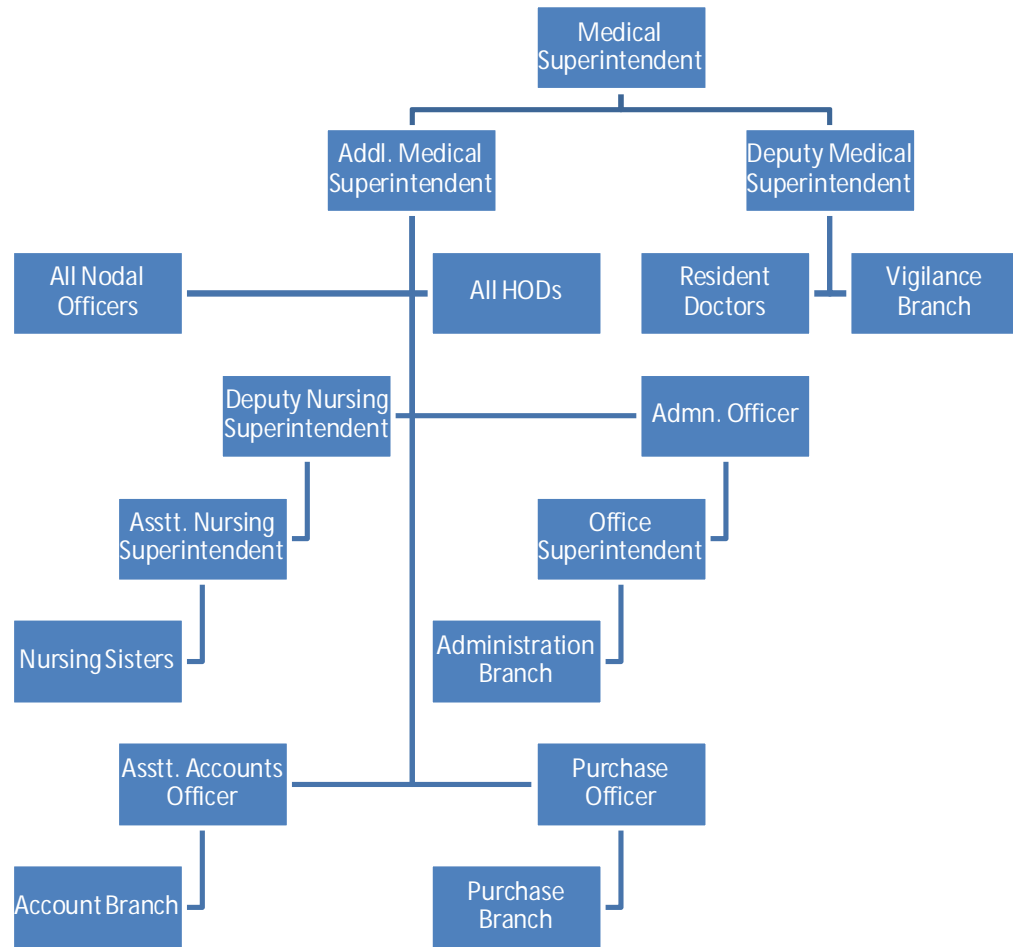 Medical
Superintendent
Addl. Medical
Superintendent
Deputy Medical
Superintendent
All Nodal
Officers
All HODs
Resident
Doctors
Vigilance
Branch
Deputy Nursing
Superintendent
Admn. Officer
Asstt. Nursing
Superintendent
Office
Superintendent
Nursing Sisters
Administration
Branch
Asstt. Accounts
Officer
Purchase
Officer
Account Branch
Purchase
Branch